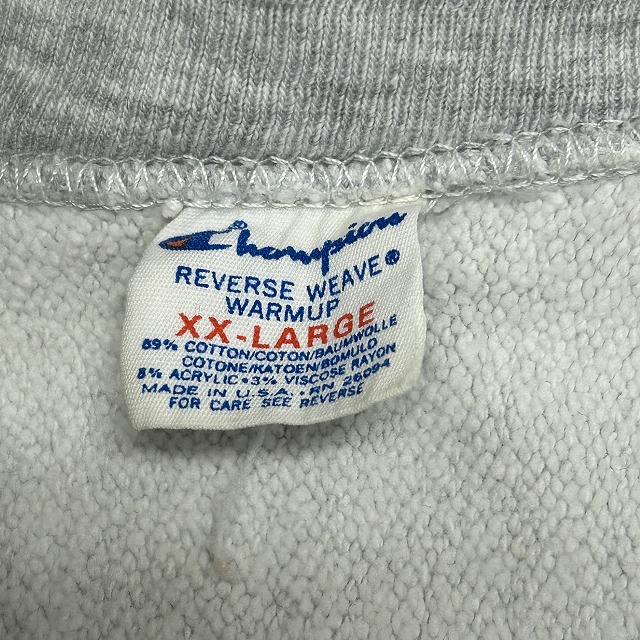 Champion
REVERSE WEAVE®
WARMUP
XX-LARGE
89% COTTON/COTON/BAUMWOLLE
COTONE/KATOEN/ROMULO
8% ACRYLIC • 3% VISCOSE RAYON
MADE IN U.S.A. • RN 26094
FOR CARE SEE REVERSE